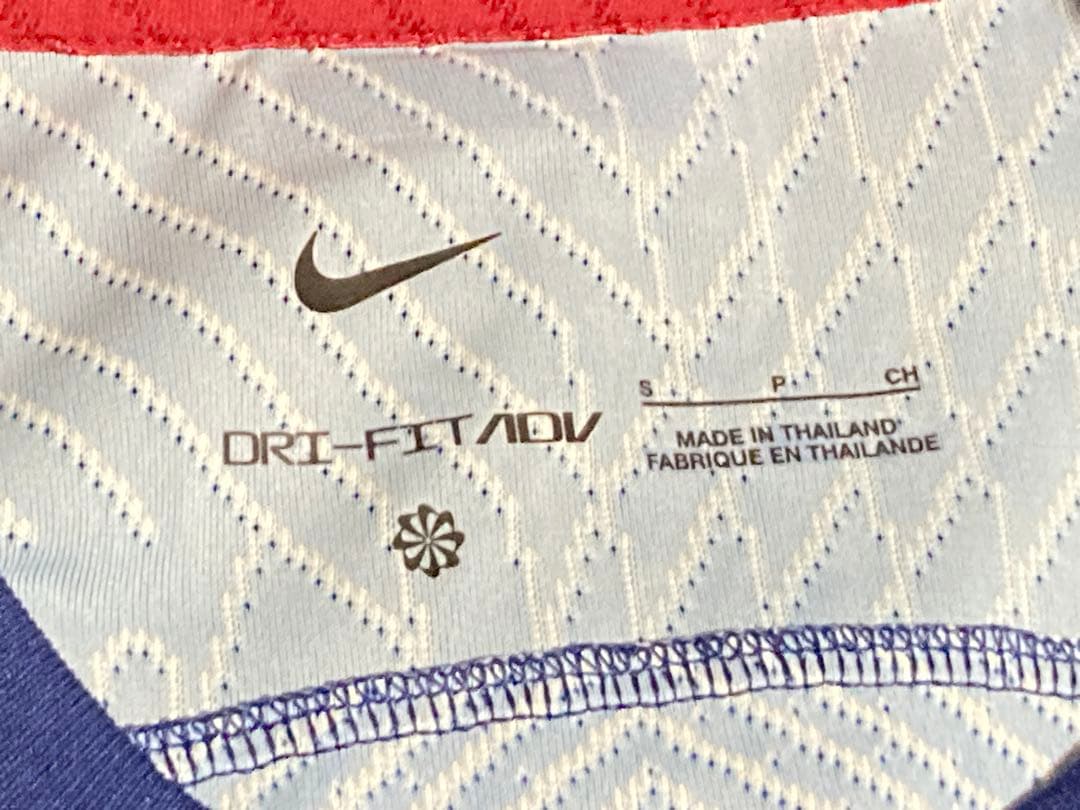 DRI-FIT ADV
S P CH
MADE IN THAILAND
FABRIQUE EN THAILANDE